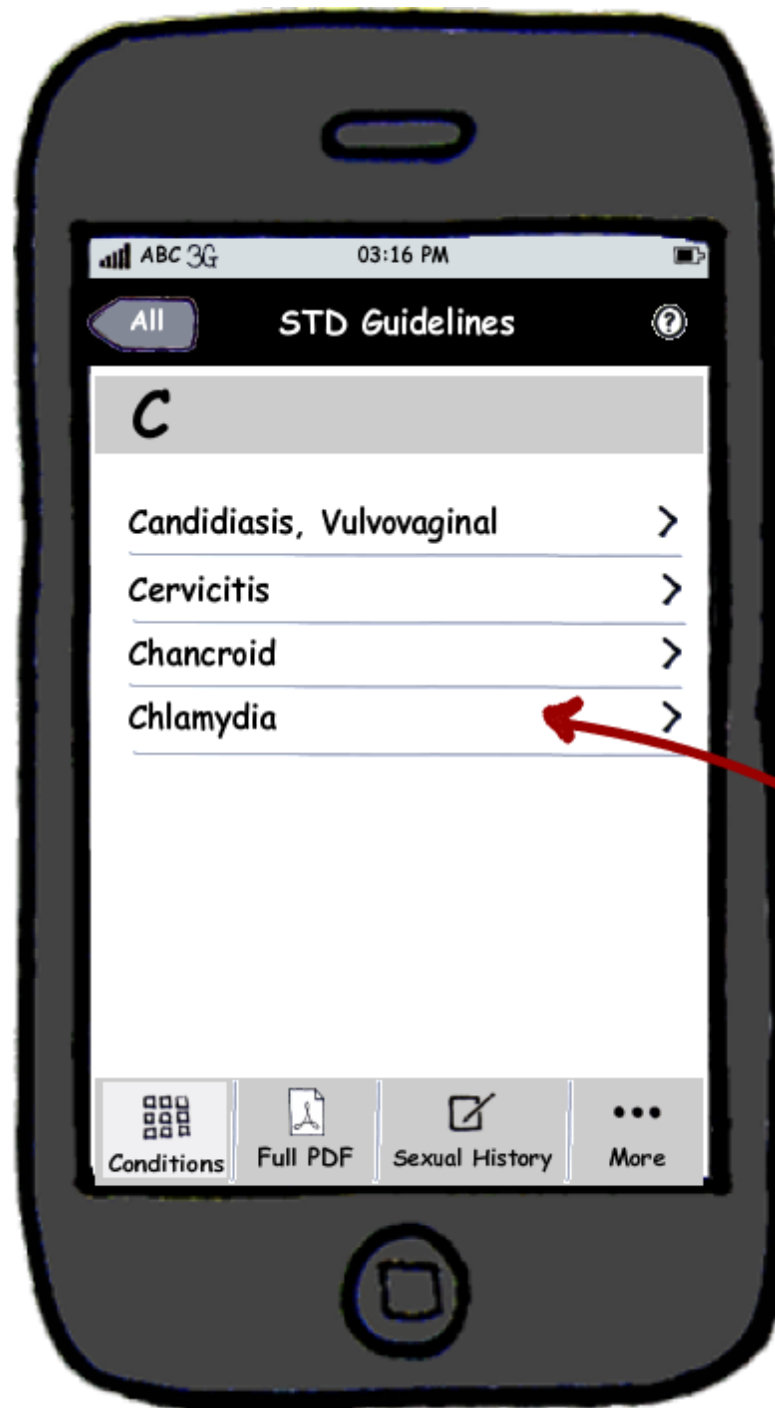 ABC 3G 03:16 PM
All STD Guidelines ?
C
Candidiasis, Vulvovaginal
Cervicitis
Chancroid
Chlamydia
Conditions Full PDF Sexual History More